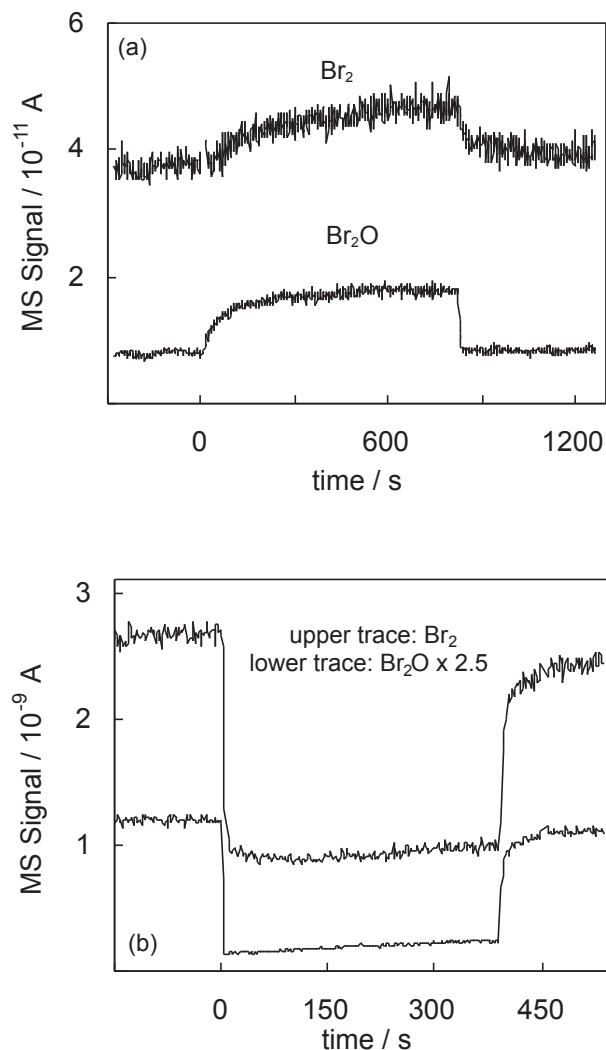 6
(a)
Br₂
4
MS Signal / 10⁻¹¹ A
Br₂O
2
0 600 1200
time / s
3
upper trace: Br₂
lower trace: Br₂O x 2.5
2
MS Signal / 10⁻⁹ A
1
(b)
0 150 300 450
time / s